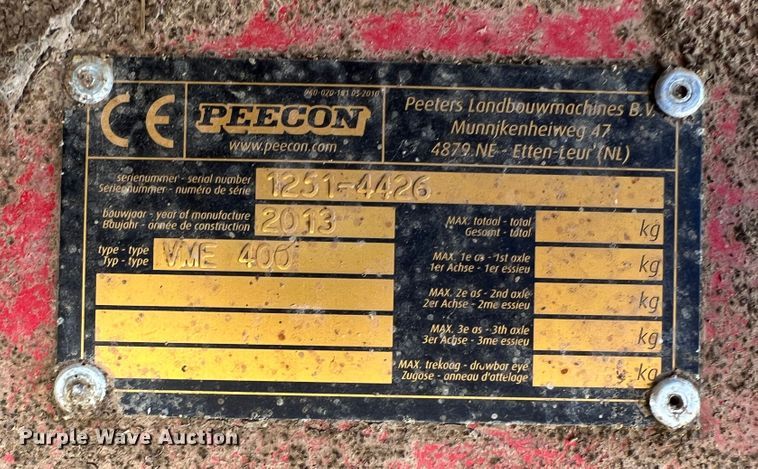 040-020-181 03-2010
CE PEECON
www.peecon.com
Peeters Landbouwmachines B.V.
Munnikenheiweg 47
4879 NE - Etten-Leur (NL)
serienummer - serial number
Seriennummer - numéro de série
1251-4426
bouwjaar - year of manufacture
Baujahr - année de construction
2013
type - type
Typ - type
VME 400
MAX. totaal - total
Gesamt - total
kg
MAX. 1e as - 1st axle
1er Achse - 1er essieu
kg
MAX. 2e as - 2nd axle
2er Achse - 2me essieu
kg
MAX. 3e as - 3th axle
3er Achse - 3me essieu
kg
MAX. trekoog - drawbar eye
Zugöse - anneau d'attelage
kg
Purple Wave Auction